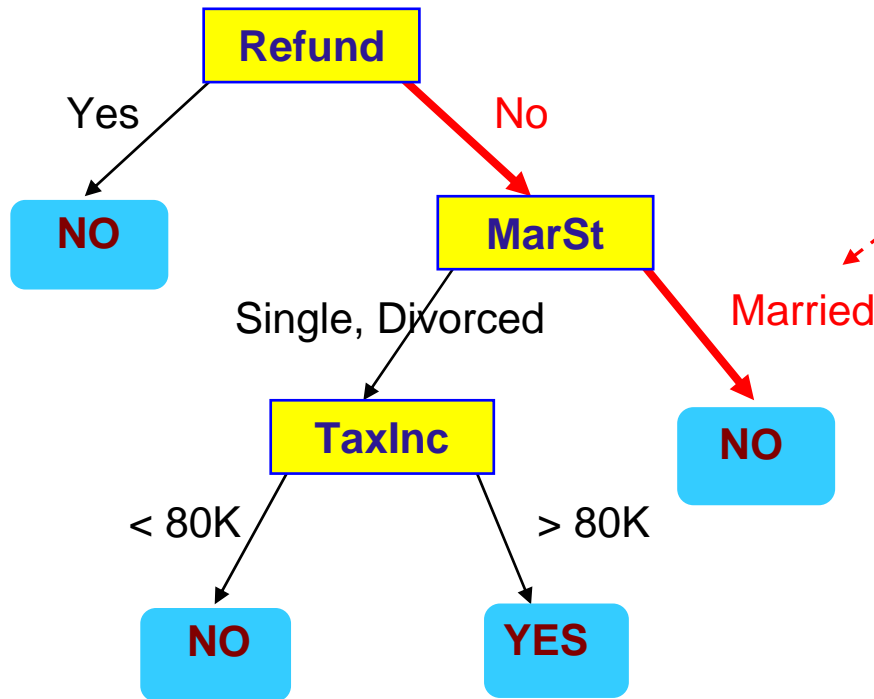 Refund
Yes
No
NO
MarSt
Single, Divorced
Married
TaxInc
NO
< 80K
> 80K
NO
YES